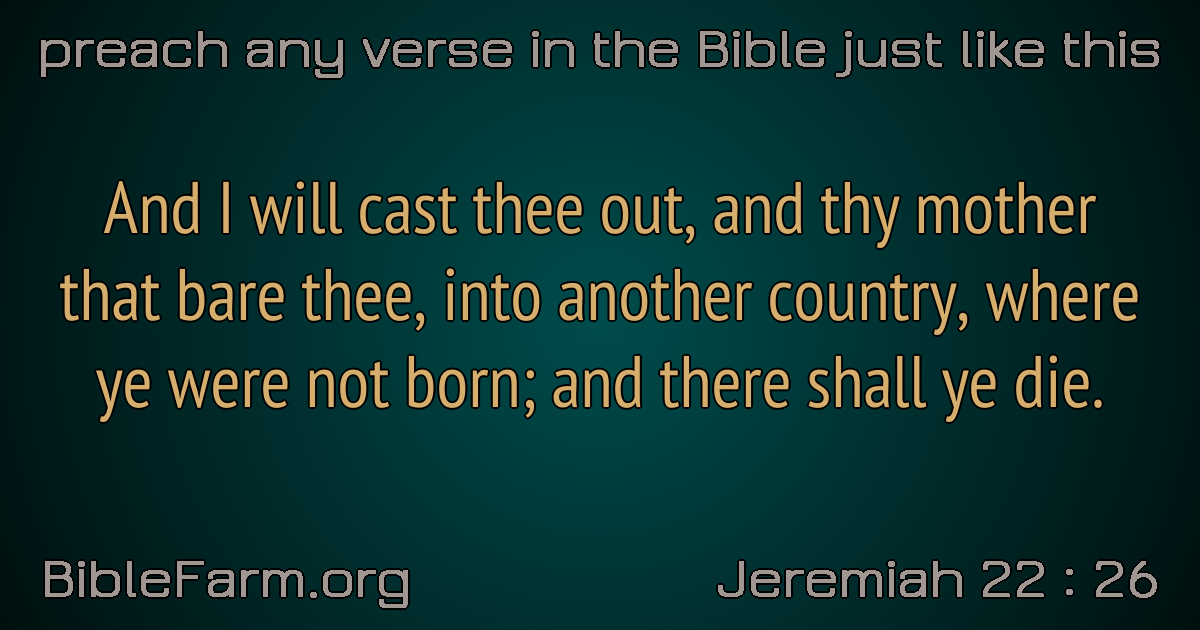 preach any verse in the Bible just like this
And I will cast thee out, and thy mother
that bare thee, into another country, where
ye were not born; and there shall ye die.
BibleFarm.org
Jeremiah 22 : 26